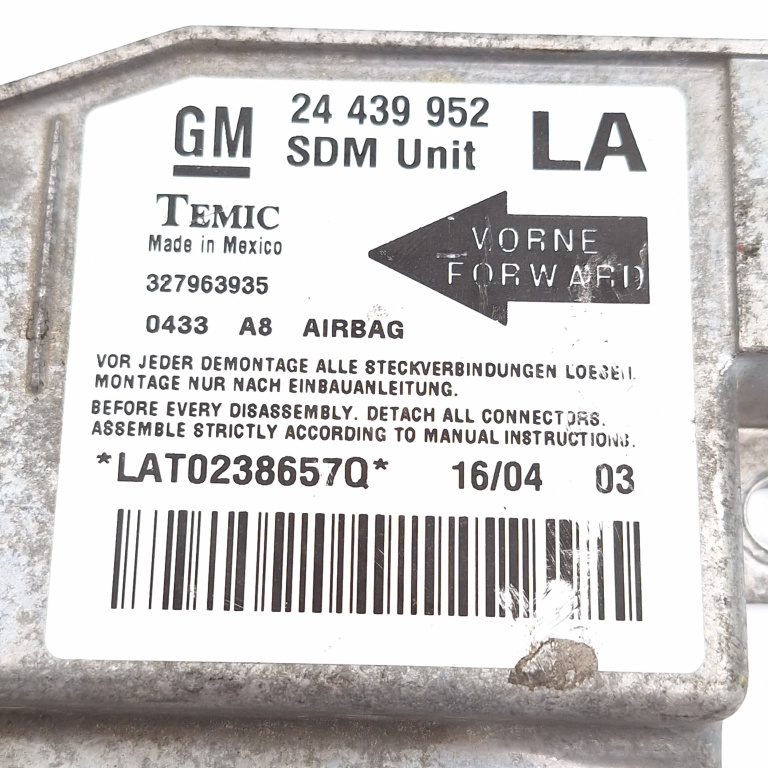 GM 24 439 952 LA
SDM Unit
TEMIC
Made in Mexico
VORNE
FORWARD
327963935
0433 A8 AIRBAG
VOR JEDER DEMONTAGE ALLE STECKVERBINDUNGEN LOESEN.
MONTAGE NUR NACH EINBAUANLEITUNG.
BEFORE EVERY DISASSEMBLY. DETACH ALL CONNECTORS.
ASSEMBLE STRICTLY ACCORDING TO MANUAL INSTRUCTIONS.
*LAT0238657Q* 16/04 03